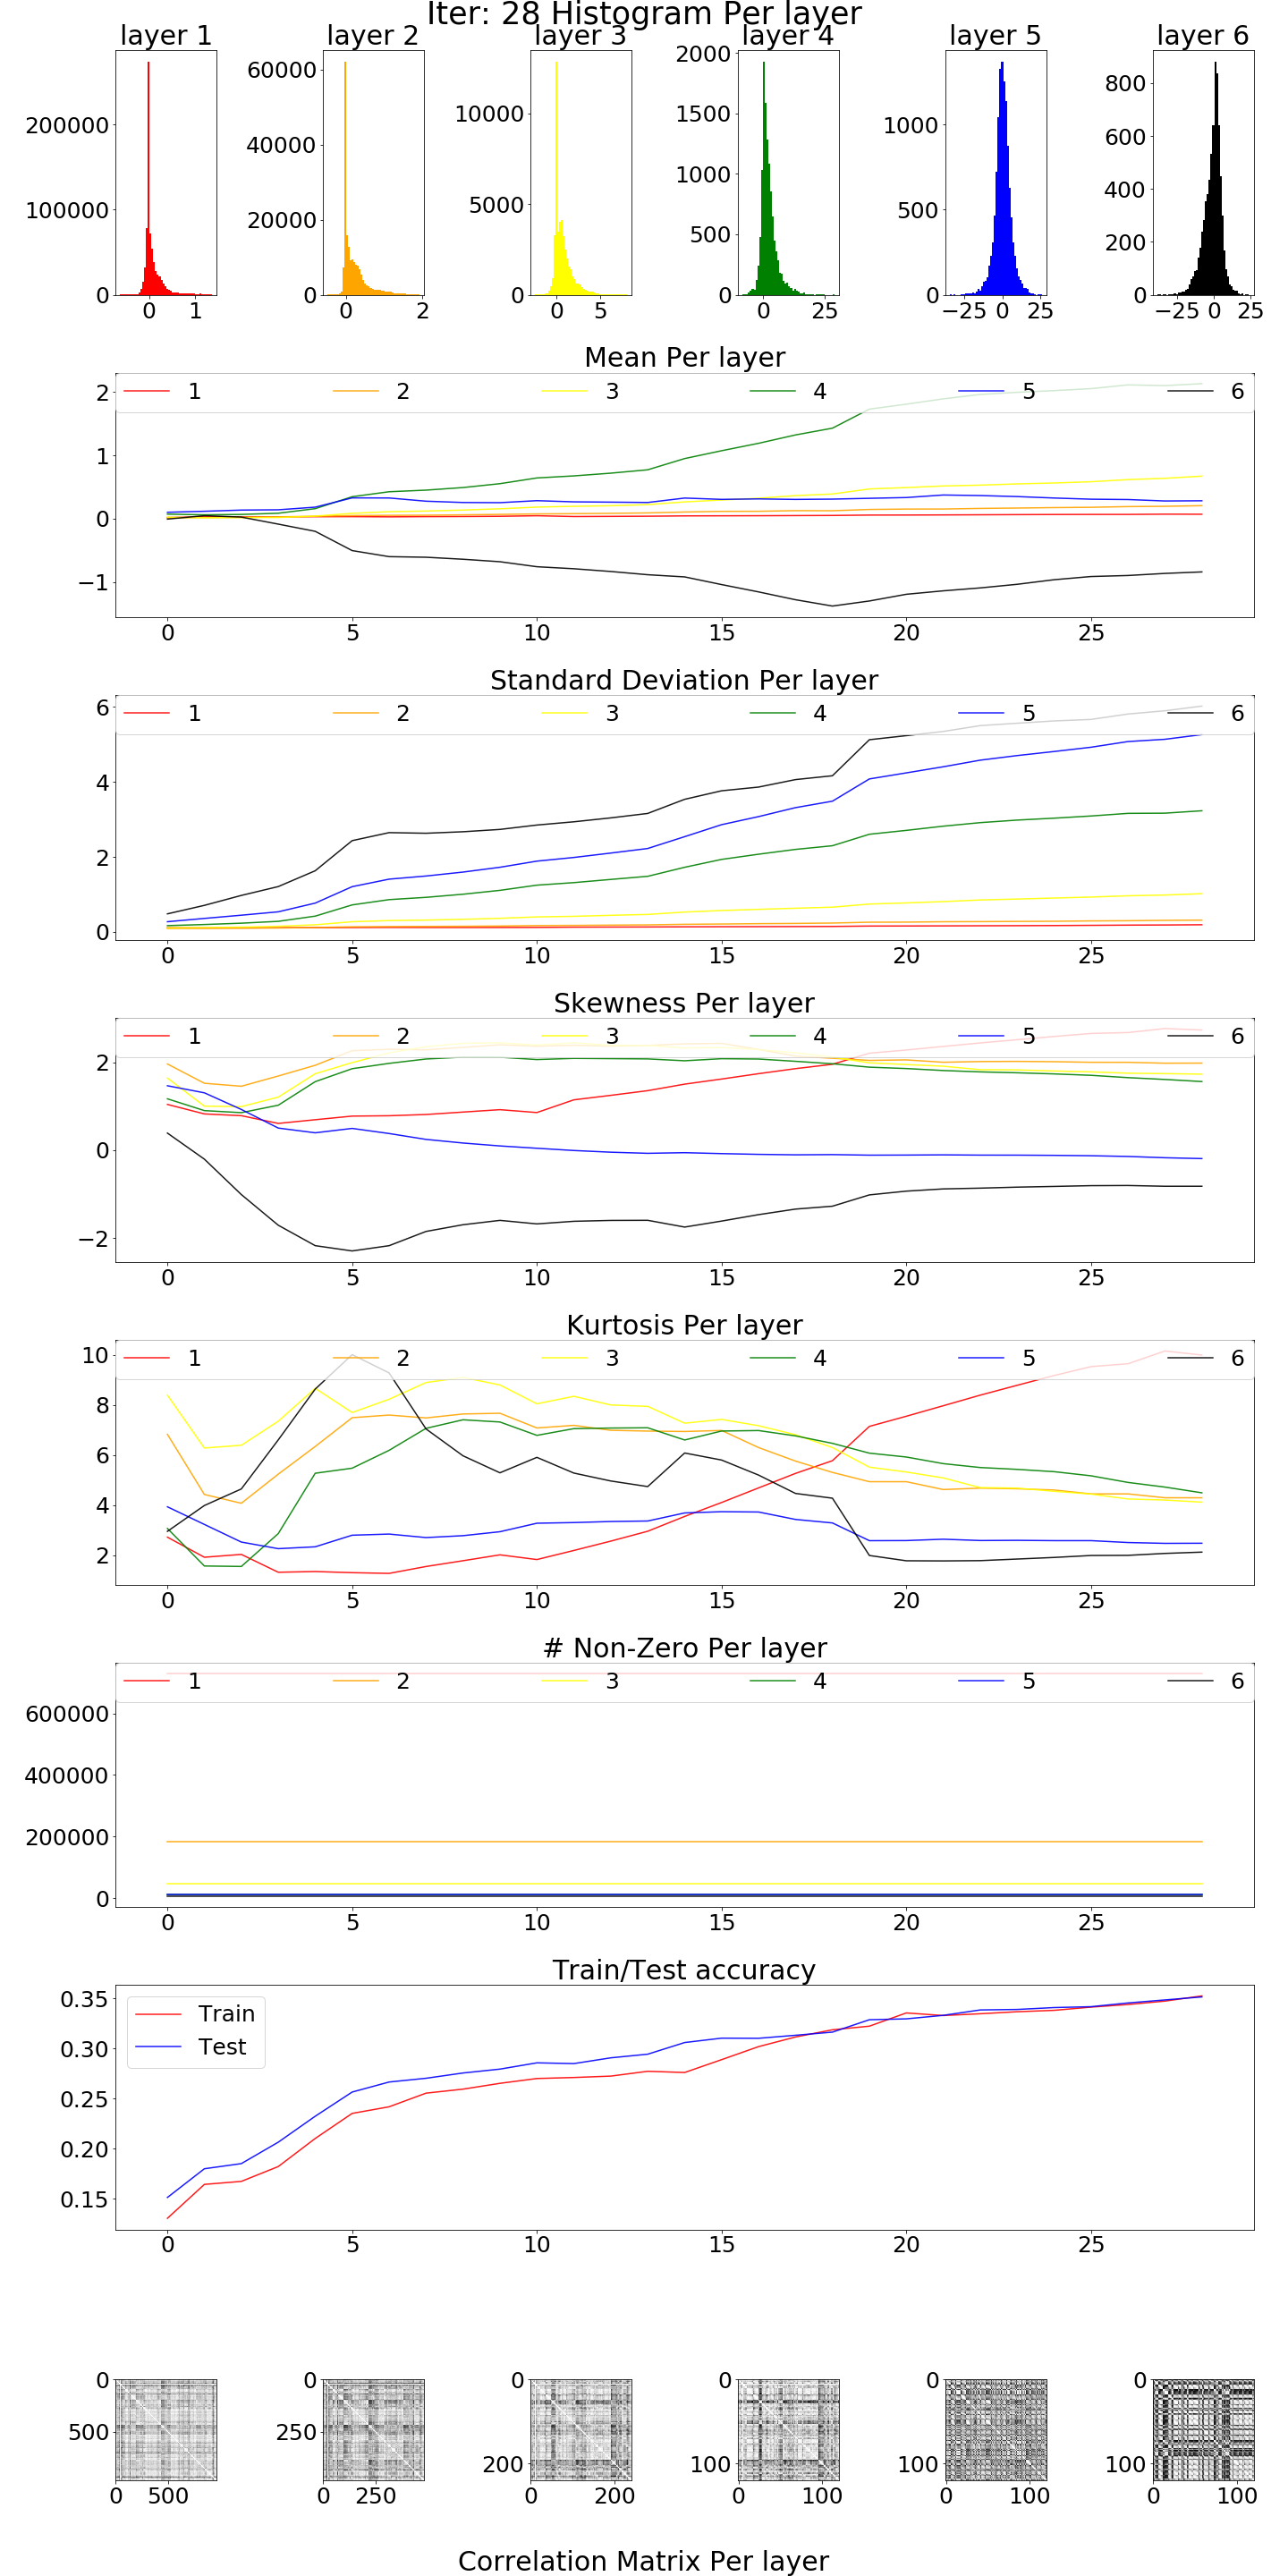 Iter: 28 Histogram Per layer
layer 1 layer 2 layer 3 layer 4 layer 5 layer 6
200000 100000 0 0 1
60000 40000 20000 0 0 2
10000 5000 0 0 5
2000 1500 1000 500 0 0 25
1000 500 0 −25 0 25
800 600 400 200 0 −25 0 25
Mean Per layer
1 2 3 4 5 6
2
1
0
−1
0 5 10 15 20 25
Standard Deviation Per layer
1 2 3 4 5 6
6
4
2
0
0 5 10 15 20 25
Skewness Per layer
1 2 3 4 5 6
2
0
−2
0 5 10 15 20 25
Kurtosis Per layer
1 2 3 4 5 6
10
8
6
4
2
0 5 10 15 20 25
# Non-Zero Per layer
1 2 3 4 5 6
600000
400000
200000
0
0 5 10 15 20 25
Train/Test accuracy
Train
Test
0.35
0.30
0.25
0.20
0.15
0 5 10 15 20 25
0 500 0 500
0 250 0 250
0 200 0 200
0 100 0 100
0 100 0 100
0 100 0 100
Correlation Matrix Per layer